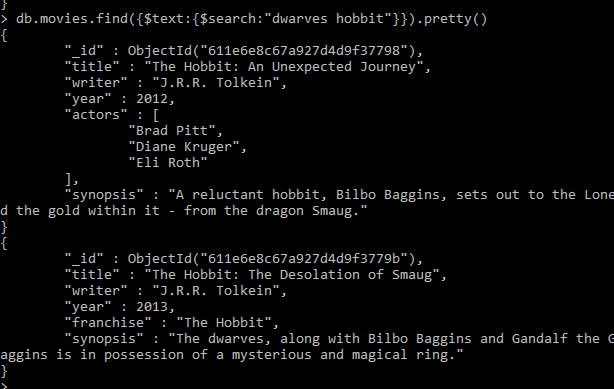 }
> db.movies.find({$text:{$search:"dwarves hobbit"}}).pretty()
{
"_id" : ObjectId("611e6e8c67a927d4d9f37798"),
"title" : "The Hobbit: An Unexpected Journey",
"writer" : "J.R.R. Tolkein",
"year" : 2012,
"actors" : [
"Brad Pitt",
"Diane Kruger",
"Eli Roth"
],
"synopsis" : "A reluctant hobbit, Bilbo Baggins, sets out to the Lone
d the gold within it - from the dragon Smaug."
}
{
"_id" : ObjectId("611e6e8c67a927d4d9f3779b"),
"title" : "The Hobbit: The Desolation of Smaug",
"writer" : "J.R.R. Tolkein",
"year" : 2013,
"franchise" : "The Hobbit",
"synopsis" : "The dwarves, along with Bilbo Baggins and Gandalf the G
aggins is in possession of a mysterious and magical ring."
}
>